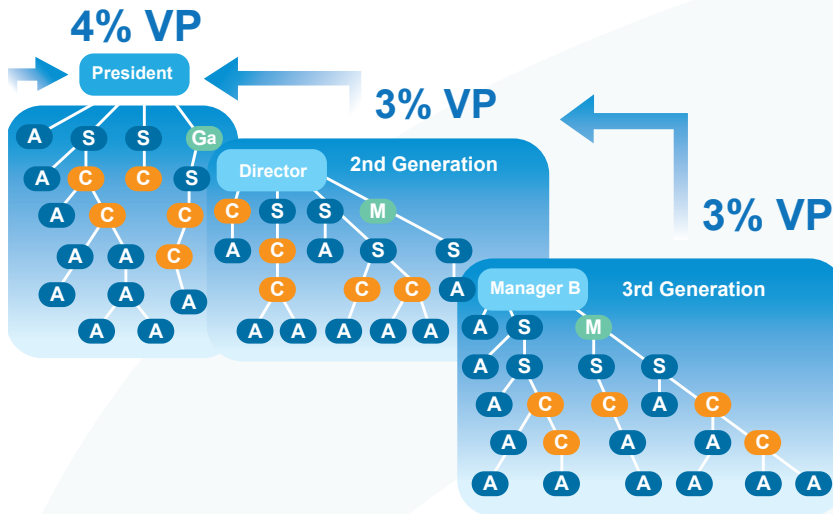 4% VP
President
3% VP
3% VP
A S S Ga
A C C S
A C C
A A C
A A A
A A
Director
2nd Generation
C S S M
A C A S S
C C C A
A A A A A
Manager B
3rd Generation
A S M
A S S S
A C C A C
A C A A C
A A A A A A